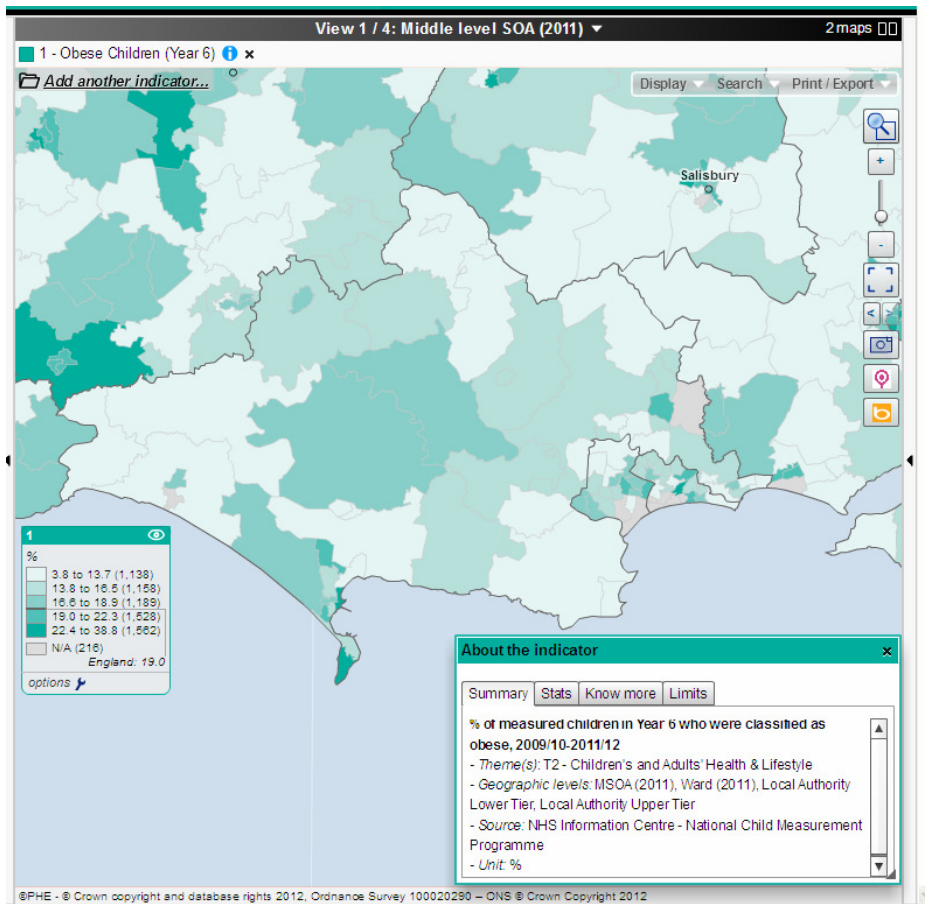 View 1 / 4: Middle level SOA (2011)
2 maps
1 - Obese Children (Year 6) i x
Add another indicator...
Display Search Print / Export
Salisbury
+
-
< >
b
1
%
3.8 to 13.7 (1,138)
13.8 to 16.5 (1,158)
16.6 to 18.9 (1,189)
19.0 to 22.3 (1,528)
22.4 to 38.8 (1,562)
N/A (216)
England: 19.0
options
About the indicator x
Summary Stats Know more Limits
% of measured children in Year 6 who were classified as
obese, 2009/10-2011/12
- Theme(s): T2 - Children's and Adults' Health & Lifestyle
- Geographic levels: MSOA (2011), Ward (2011), Local Authority
Lower Tier, Local Authority Upper Tier
- Source: NHS Information Centre - National Child Measurement
Programme
- Unit: %
©PHE - © Crown copyright and database rights 2012, Ordnance Survey 100020290 – ONS © Crown Copyright 2012